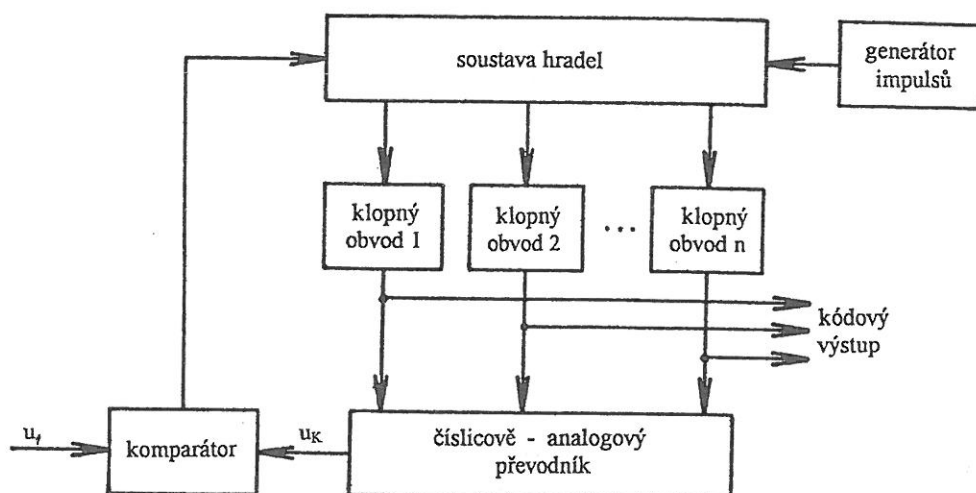 soustava hradel
generátor
impulsů
klopný
obvod 1
klopný
obvod 2
...
klopný
obvod n
kódový
výstup
u_f
komparátor
u_K
číslicově - analogový
převodník